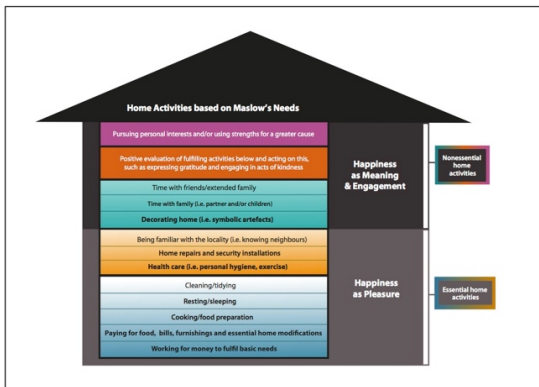 Home Activities based on Maslow's Needs
Pursuing personal interests and/or using strengths for a greater cause
Positive evaluation of fulfilling activities below and acting on this,
such as expressing gratitude and engaging in acts of kindness
Time with friends/extended family
Time with family (i.e. partner and/or children)
Decorating home (i.e. symbolic artefacts)
Happiness
as Meaning
& Engagement
Nonessential home
activities
Being familiar with the locality (i.e. knowing neighbours)
Home repairs and security installations
Health care (i.e. personal hygiene, exercise)
Cleaning/tidying
Resting/sleeping
Cooking/food preparation
Paying for food, bills, furnishings and essential home modifications
Working for money to fulfil basic needs
Happiness
as Pleasure
Essential home
activities